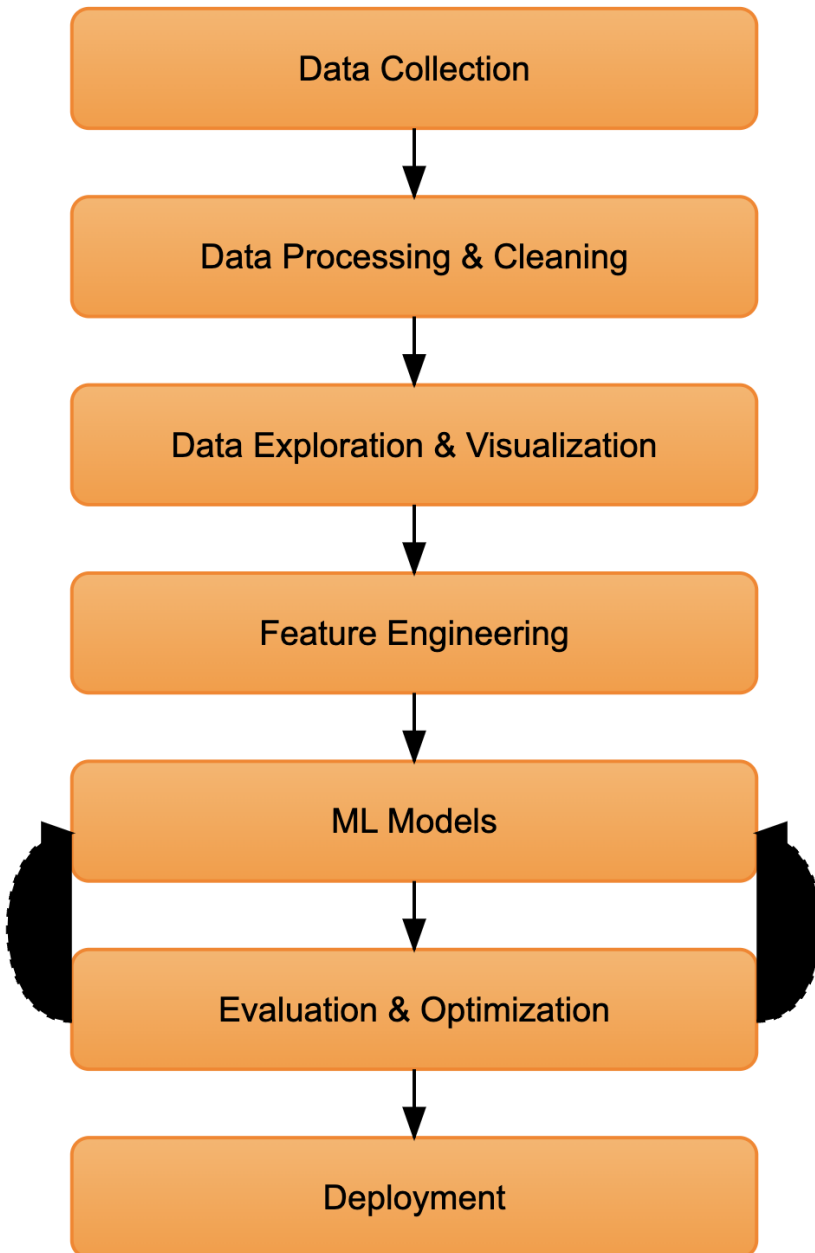 Data Collection
Data Processing & Cleaning
Data Exploration & Visualization
Feature Engineering
ML Models
Evaluation & Optimization
Deployment